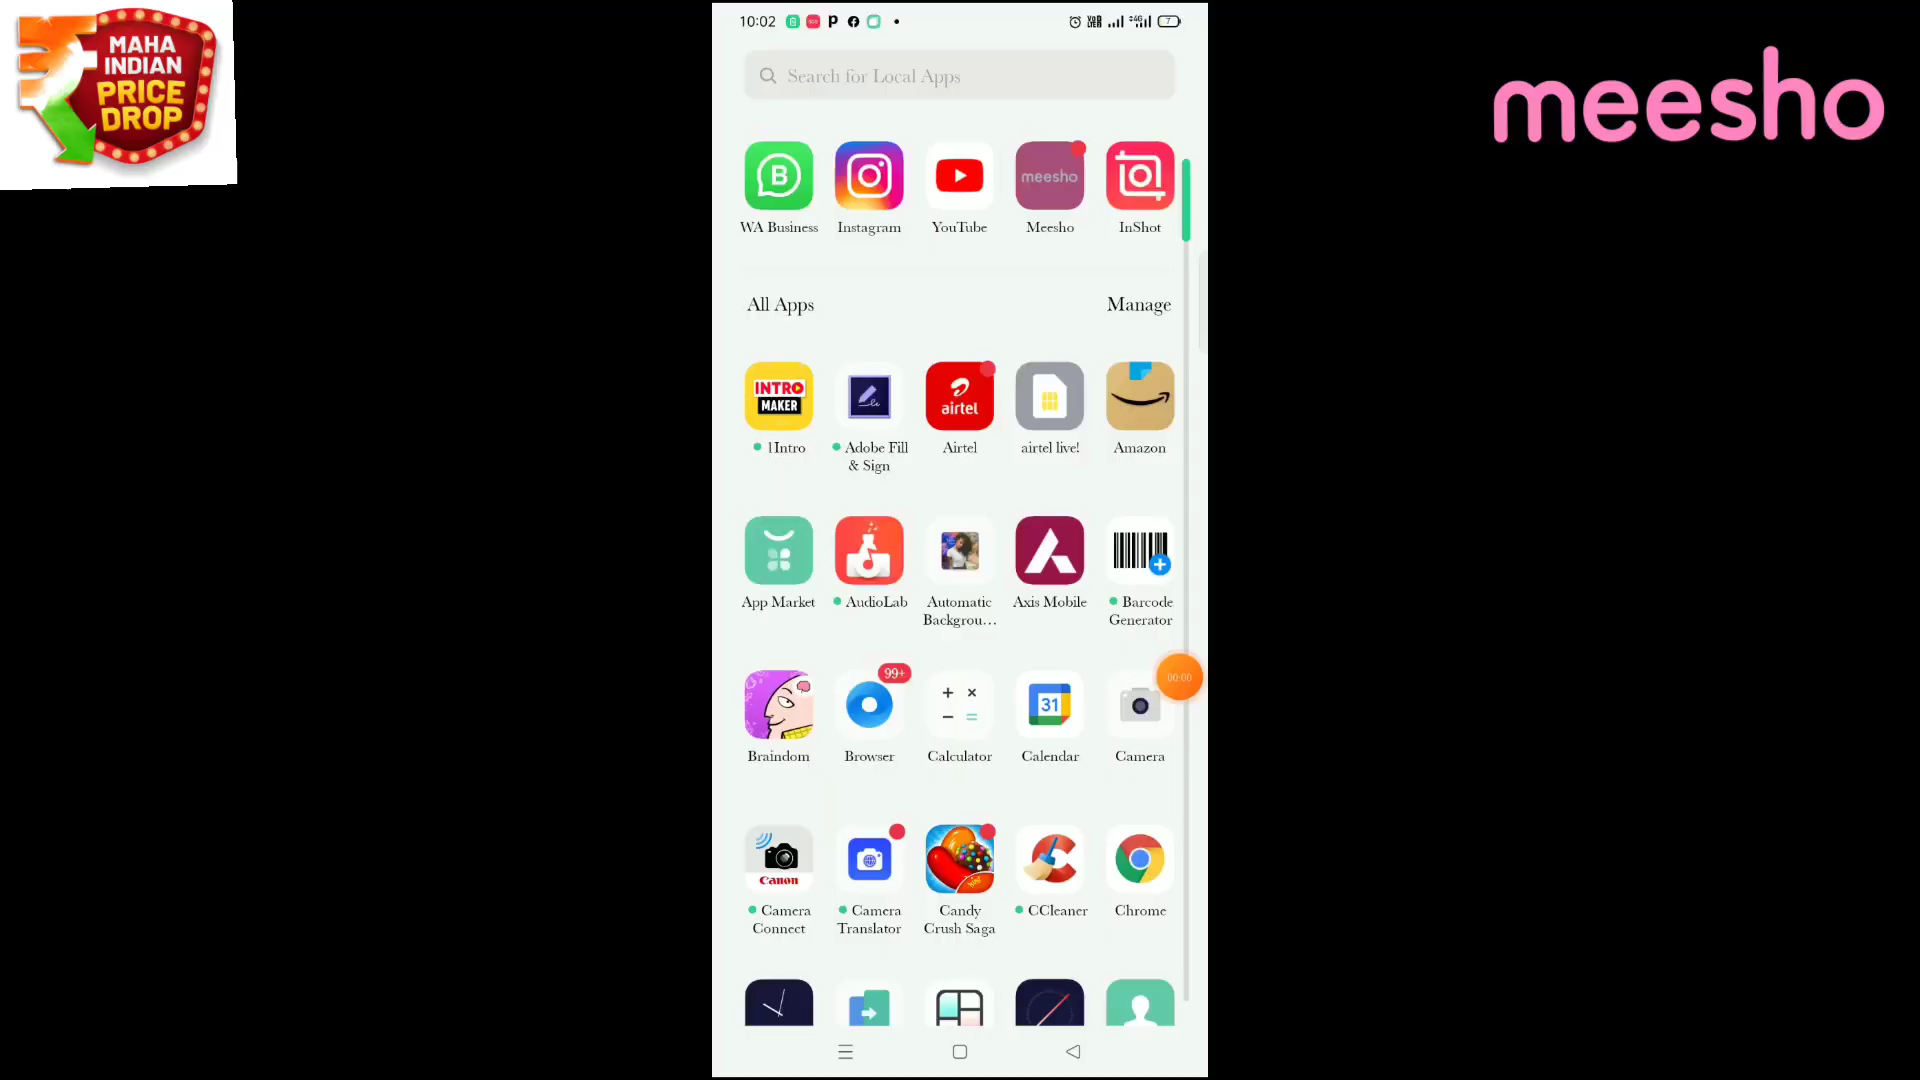 MAHA
INDIAN
PRICE
DROP
meesho
10:02
7
Search for Local Apps
meesho
WA Business Instagram YouTube Meesho InShot
All Apps Manage
INTRO
MAKER
airtel
1Intro Adobe Fill & Sign Airtel airtel live! Amazon
App Market AudioLab Automatic Backgrou... Axis Mobile Barcode Generator
99+
31
00:00
Braindom Browser Calculator Calendar Camera
Canon
Camera Connect Camera Translator Candy Crush Saga CCleaner Chrome